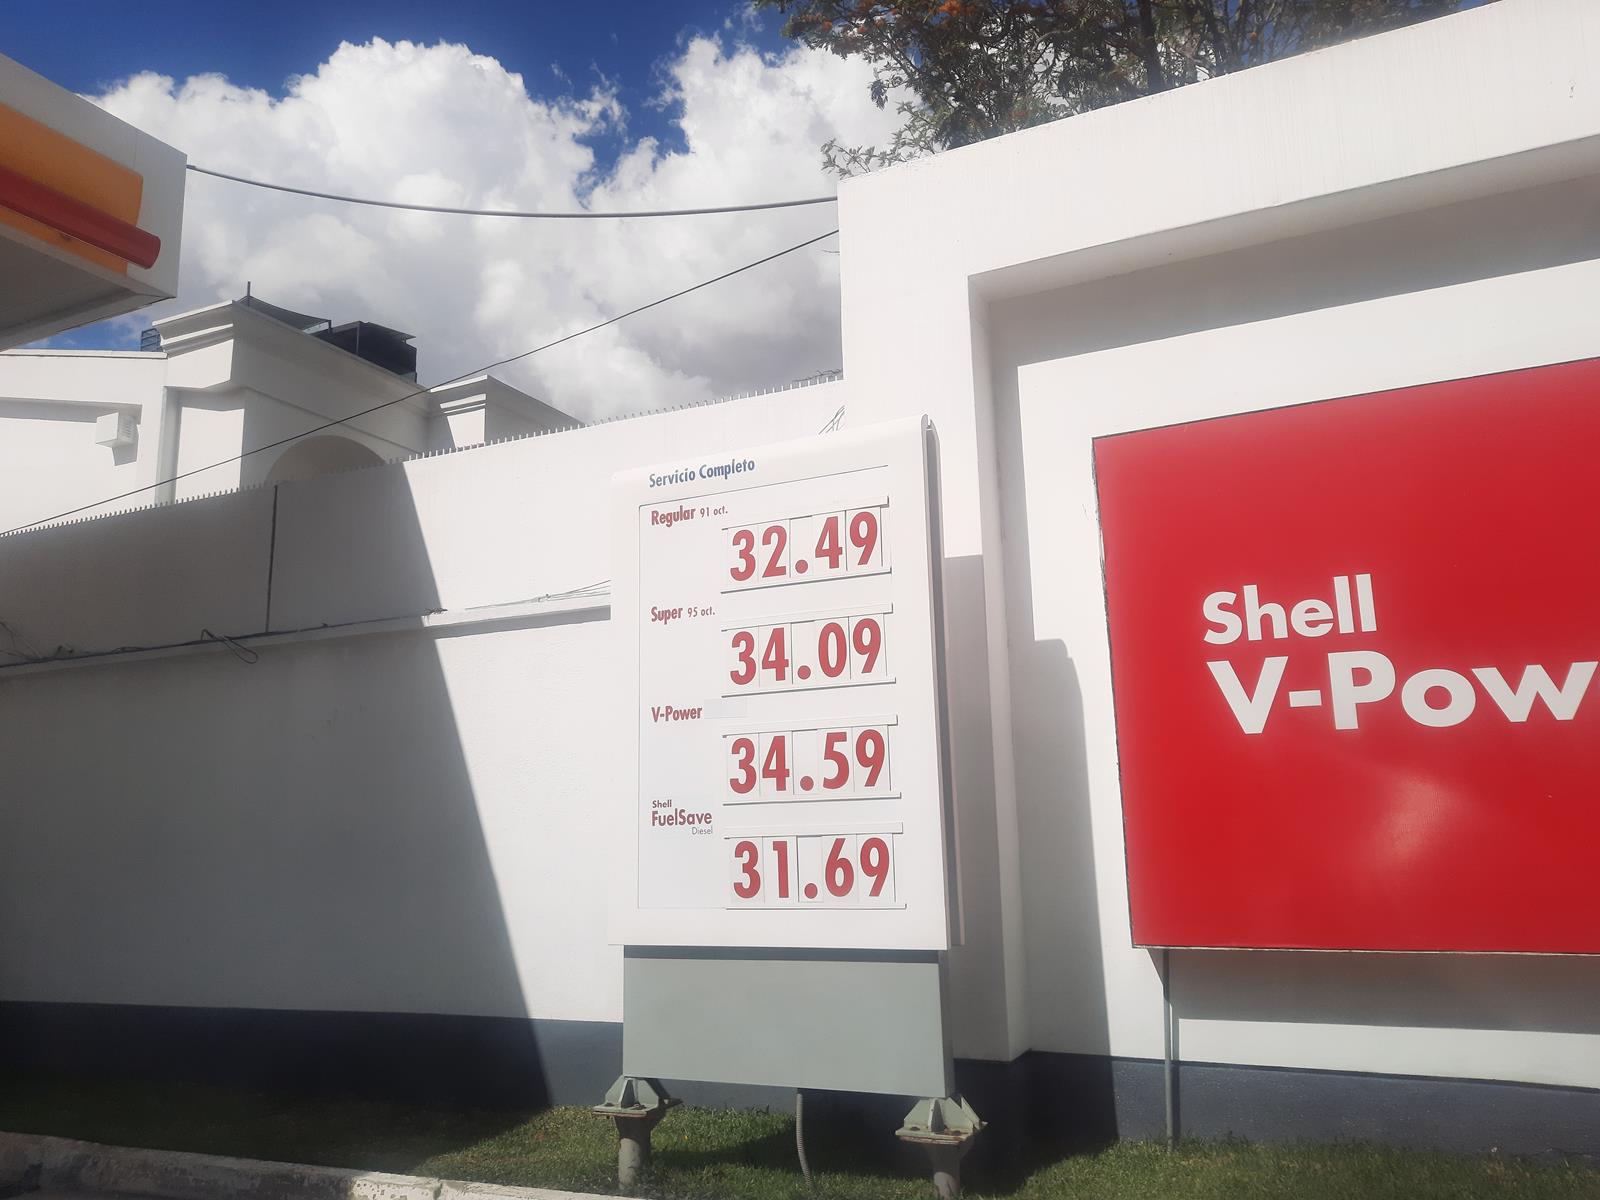 Servicio Completo
Regular 91 oct.
32.49
Super 95 oct.
34.09
V-Power
34.59
Shell
FuelSave
Diesel
31.69
Shell
V-Pow